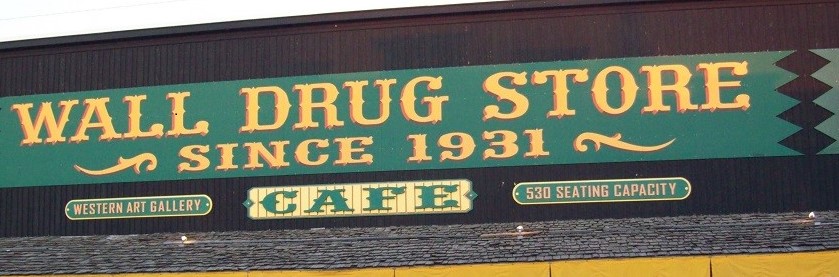 WALL DRUG STORE
SINCE 1931
WESTERN ART GALLERY
CAFE
530 SEATING CAPACITY